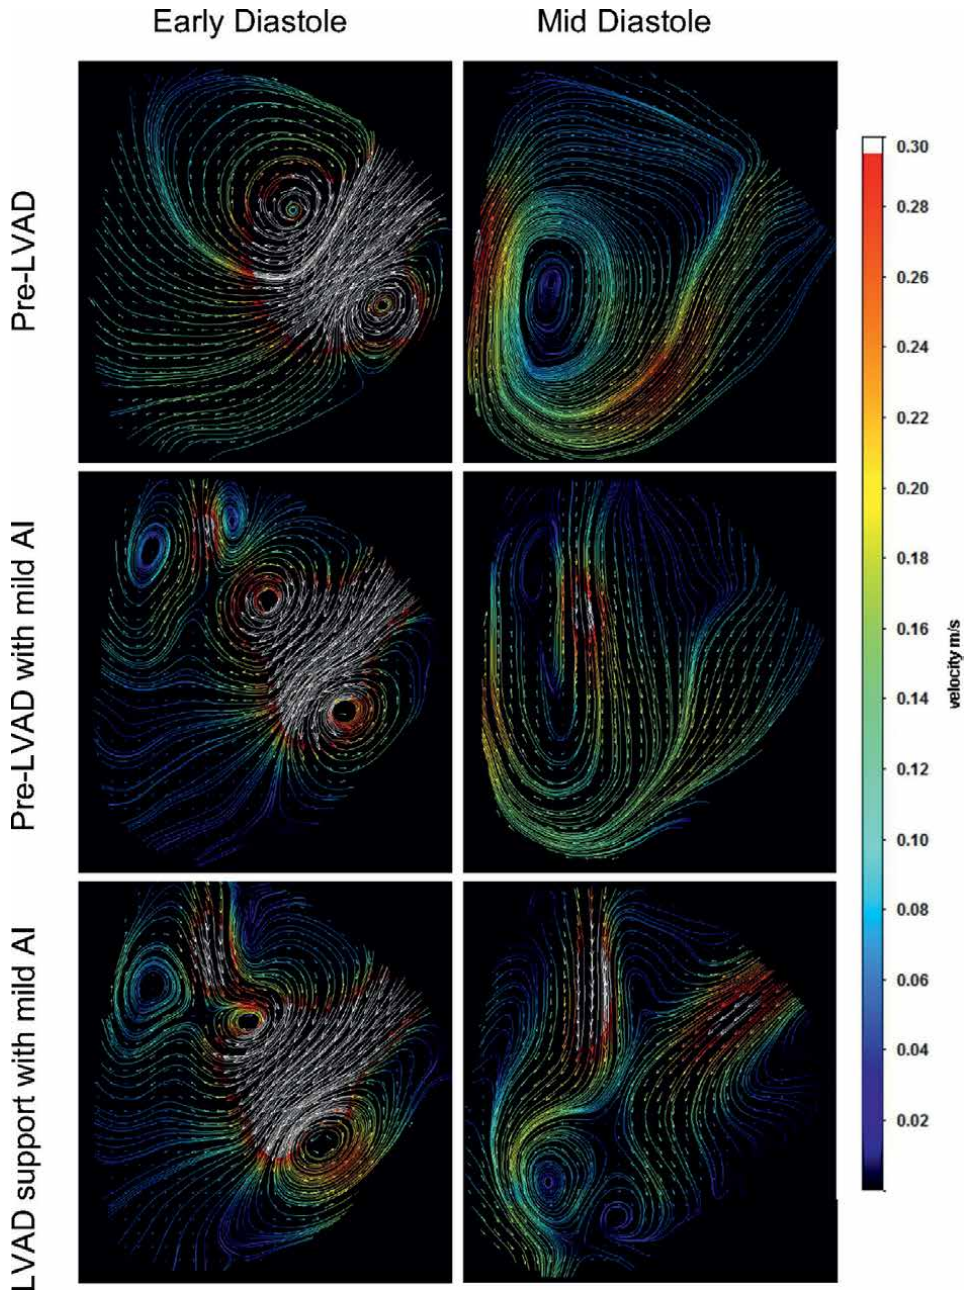 Early Diastole
Mid Diastole
Pre-LVAD
Pre-LVAD with mild AI
LVAD support with mild AI
0.30
0.28
0.26
0.24
0.22
0.20
0.18
0.16
0.14
0.12
0.10
0.08
0.06
0.04
0.02
velocity m/s